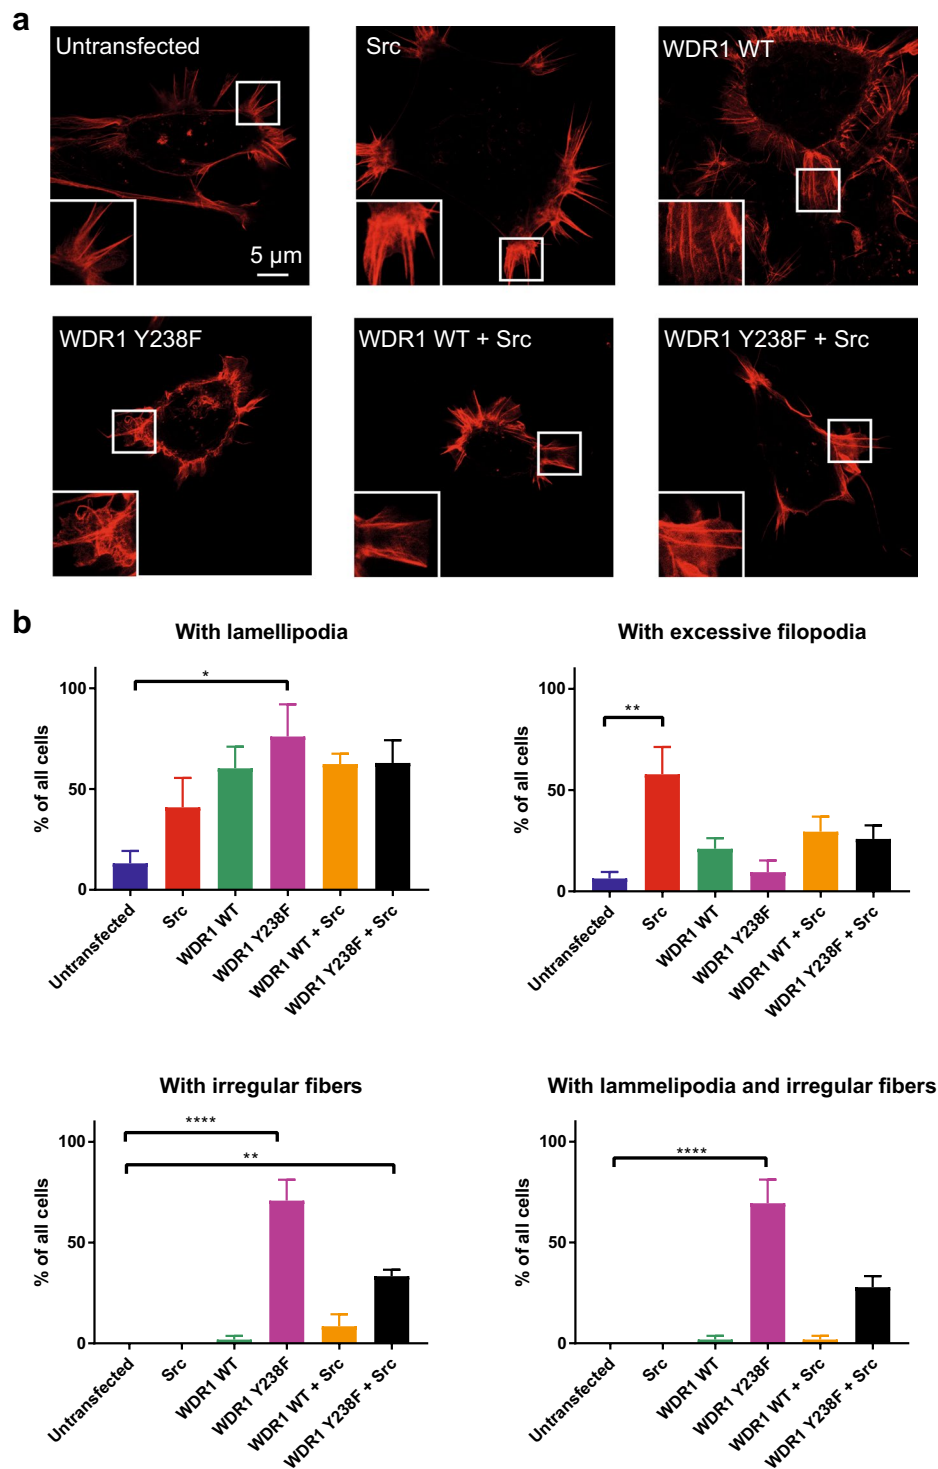 a
Untransfected
Src
WDR1 WT
5 µm
WDR1 Y238F
WDR1 WT + Src
WDR1 Y238F + Src
b
With lamellipodia
% of all cells
100
50
0
*
Untransfected
Src
WDR1 WT
WDR1 Y238F
WDR1 WT + Src
WDR1 Y238F + Src
With excessive filopodia
% of all cells
100
50
0
**
Untransfected
Src
WDR1 WT
WDR1 Y238F
WDR1 WT + Src
WDR1 Y238F + Src
With irregular fibers
% of all cells
100
50
0
****
**
Untransfected
Src
WDR1 WT
WDR1 Y238F
WDR1 WT + Src
WDR1 Y238F + Src
With lammelipodia and irregular fibers
% of all cells
100
50
0
****
Untransfected
Src
WDR1 WT
WDR1 Y238F
WDR1 WT + Src
WDR1 Y238F + Src